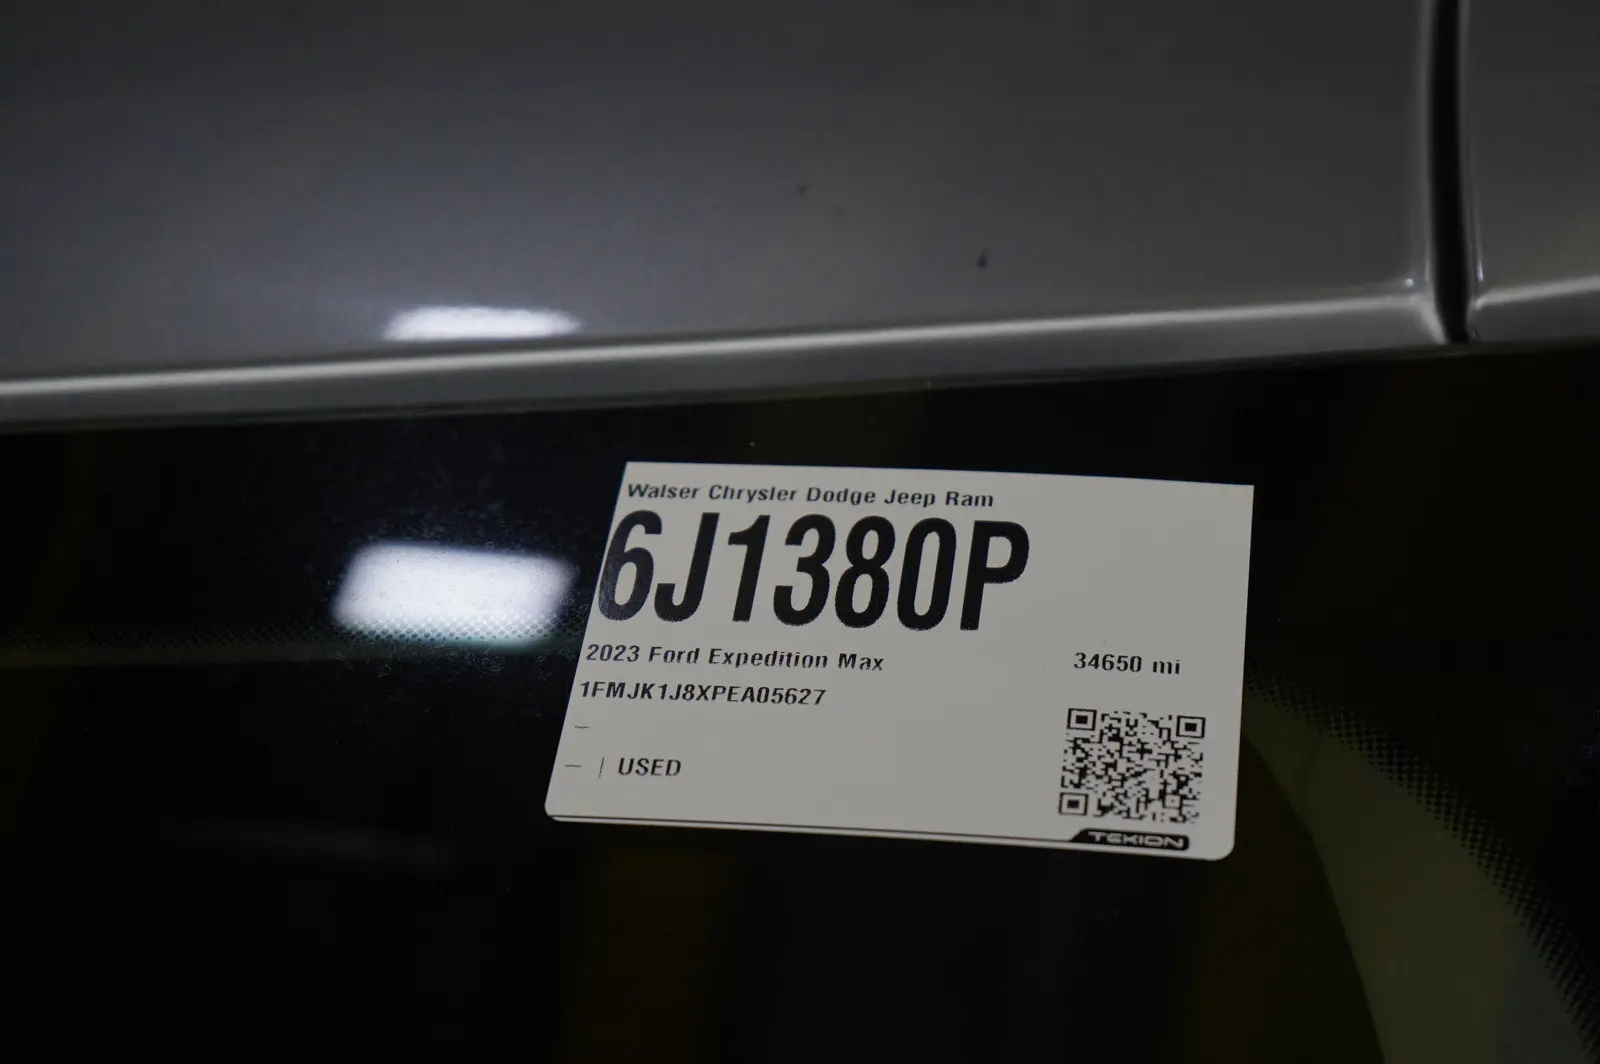 Walser Chrysler Dodge Jeep Ram
6J1380P
2023 Ford Expedition Max 34650 mi
1FMJK1J8XPEA05627
–
– | USED
TEKION